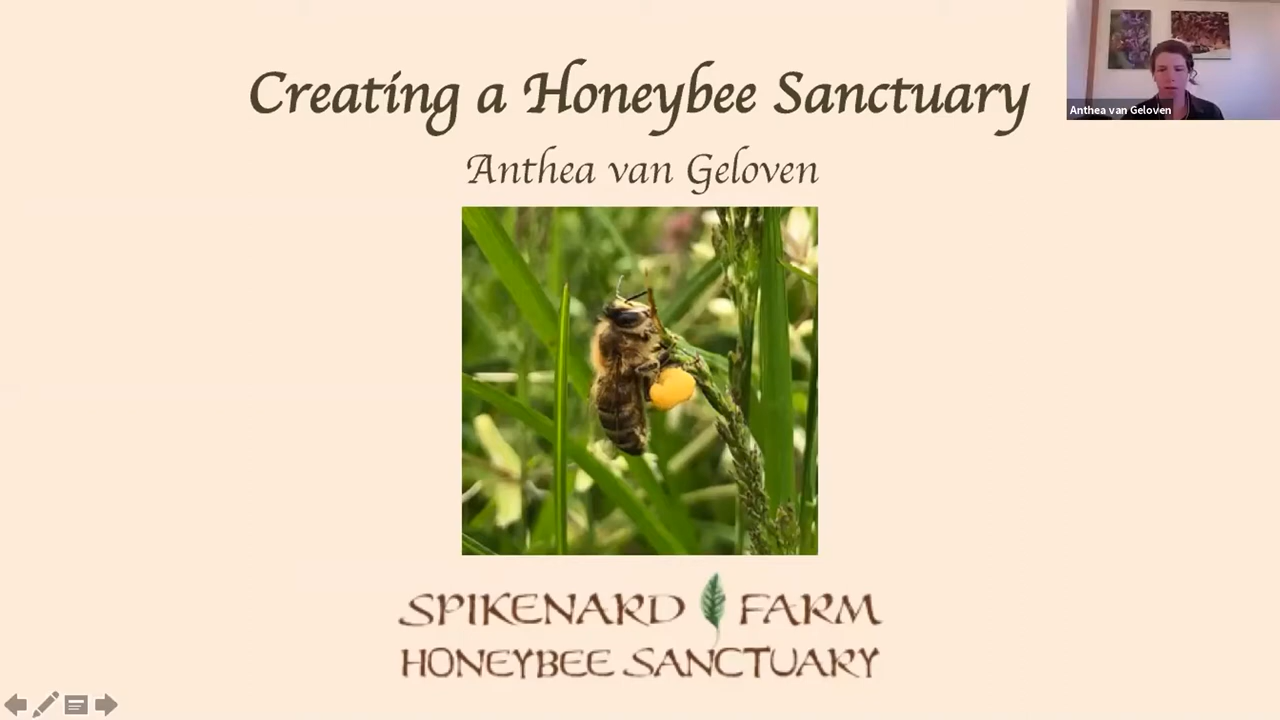 Creating a Honeybee Sanctuary
Anthea van Geloven
Anthea van Geloven
SPIKENARD FARM
HONEYBEE SANCTUARY